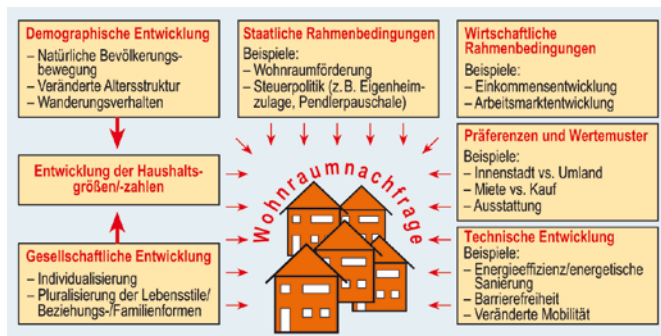 Demographische Entwicklung
– Natürliche Bevölkerungs-
bewegung
– Veränderte Altersstruktur
– Wanderungsverhalten
Staatliche Rahmenbedingungen
Beispiele:
– Wohnraumförderung
– Steuerpolitik (z.B. Eigenheim-
zulage, Pendlerpauschale)
Wirtschaftliche
Rahmenbedingungen
Beispiele:
– Einkommensentwicklung
– Arbeitsmarktentwicklung
Entwicklung der Haushalts-
größen/-zahlen
Wohnraumnachfrage
Präferenzen und Wertemuster
Beispiele:
– Innenstadt vs. Umland
– Miete vs. Kauf
– Ausstattung
Gesellschaftliche Entwicklung
– Individualisierung
– Pluralisierung der Lebensstile/
Beziehungs-/Familienformen
Technische Entwicklung
Beispiele:
– Energieeffizienz/energetische
Sanierung
– Barrierefreiheit
– Veränderte Mobilität